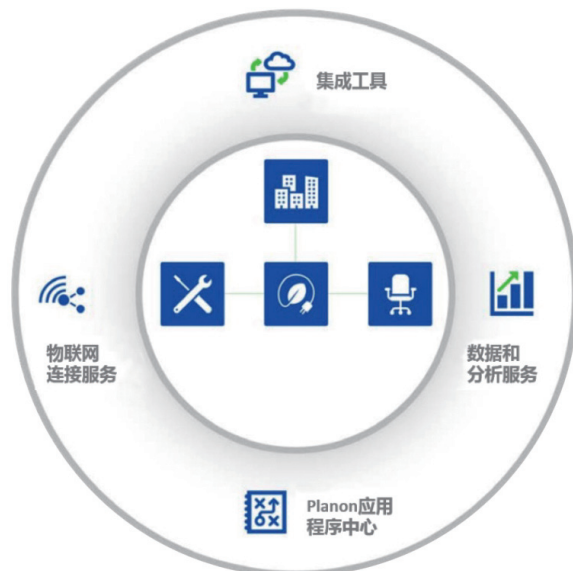 集成工具
物联网
连接服务
数据和
分析服务
Planon应用
程序中心